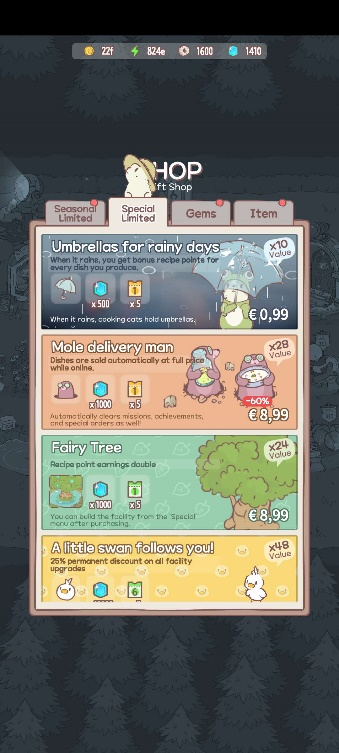 22f 824e 1600 1410
SHOP
Gift Shop
Seasonal Limited
Special Limited
Gems
Item
Umbrellas for rainy days
x10 Value
When it rains, you get bonus recipe points for
every dish you produce.
x500 x5
When it rains, cooking cats hold umbrellas.
€0,99
Mole delivery man
x28 Value
Dishes are sold automatically at full price
while online.
x1000 x5
-60%
Automatically clears missions, achievements,
and special orders as well!
€8,99
Fairy Tree
x24 Value
Recipe point earnings double
x1000 x5
You can build the facility from the 'Special'
menu after purchasing.
€8,99
A little swan follows you!
x48 Value
25% permanent discount on all facility
upgrades
6